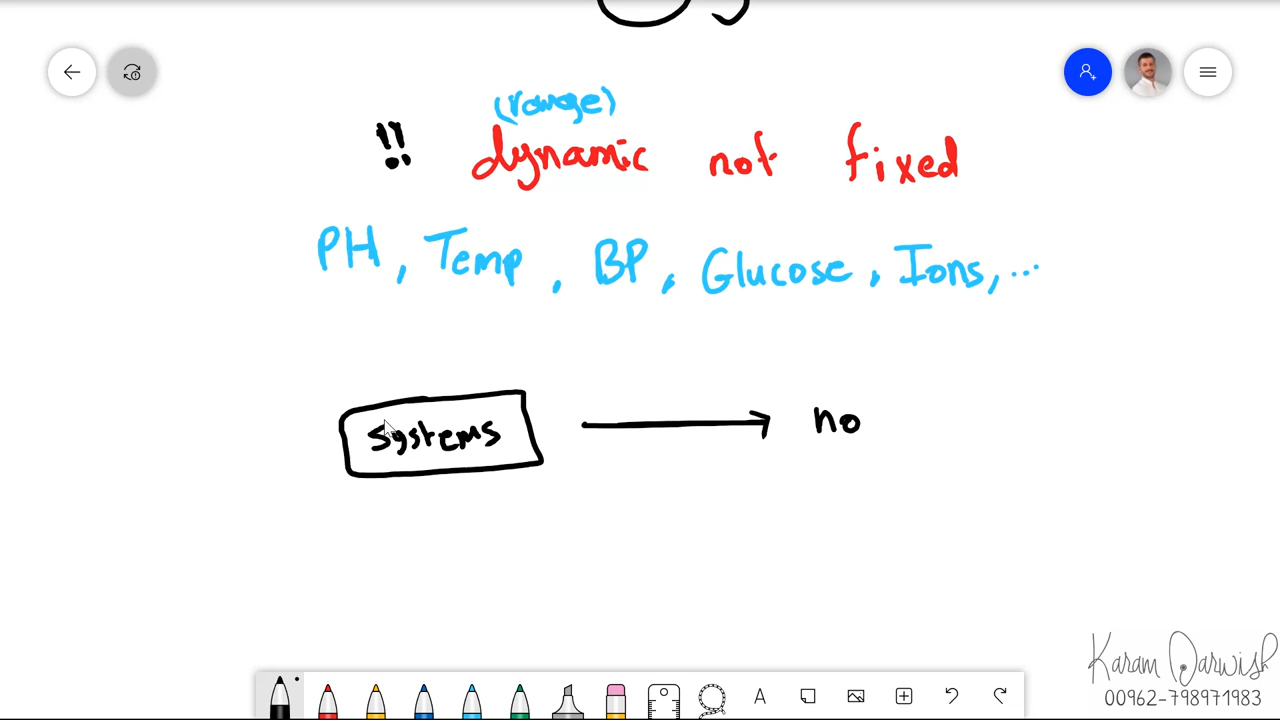 (range)
!! dynamic not fixed
PH, Temp, BP, Glucose, Ions, ...
Systems → no
A
Karam Darwish
00962-798971983